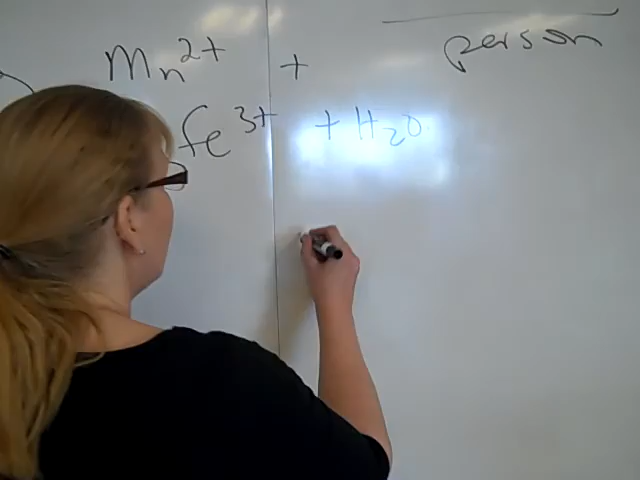 person
Mn²⁺ +
Fe³⁺ + H₂O